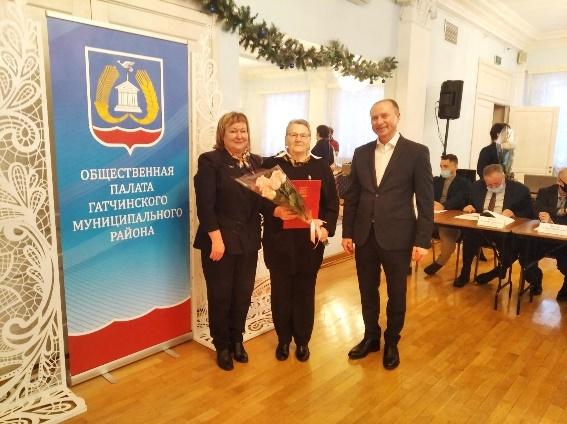 ОБЩЕСТВЕННАЯ
ПАЛАТА
ГАТЧИНСКОГО
МУНИЦИПАЛЬНОГО
РАЙОНА